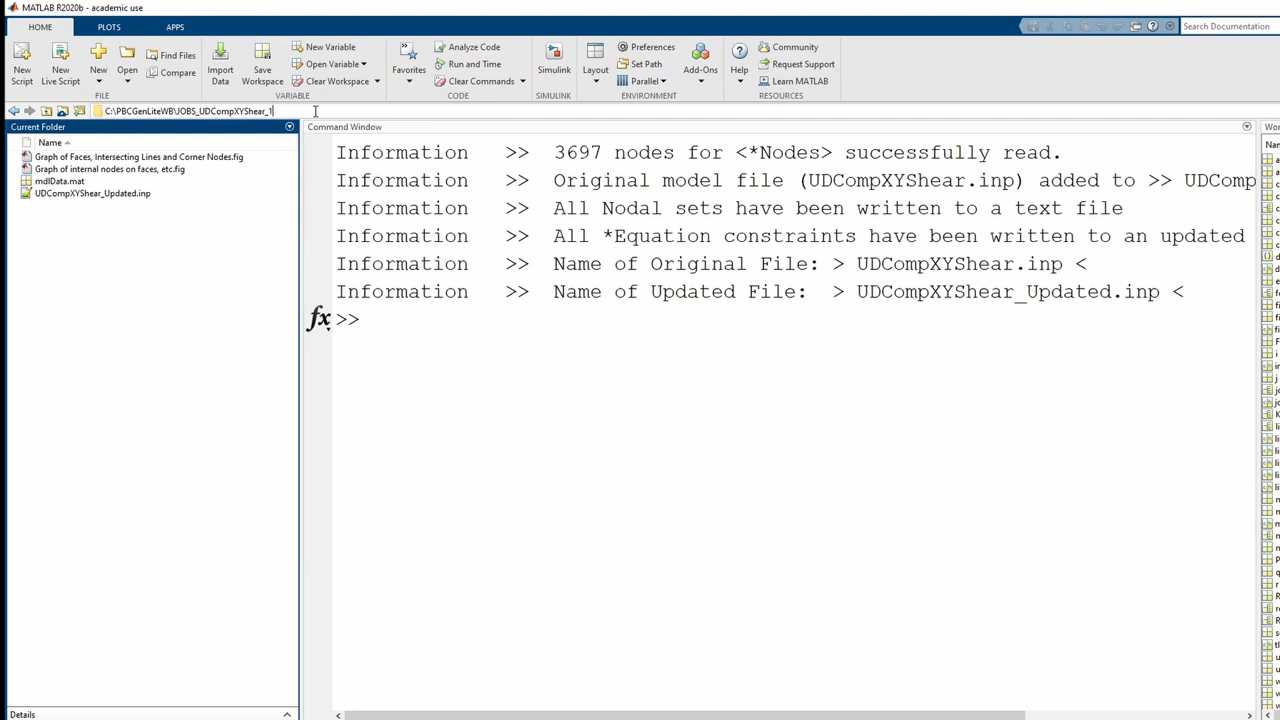 MATLAB R2020b - academic use
HOME
PLOTS
APPS
Search Documentation
New Script
New Live Script
New
Open
Find Files
Compare
Import Data
Save Workspace
New Variable
Open Variable
Clear Workspace
Favorites
Analyze Code
Run and Time
Clear Commands
Simulink
Layout
Preferences
Set Path
Parallel
Add-Ons
Help
Community
Request Support
Learn MATLAB
FILE
VARIABLE
CODE
SIMULINK
ENVIRONMENT
RESOURCES
C:\PBCGenLiteWB\JOBS_UDCompXYShear_1
Current Folder
Name
Graph of Faces, Intersecting Lines and Corner Nodes.fig
Graph of internal nodes on faces, etc.fig
mdlData.mat
UDCompXYShear_Updated.inp
Details
Command Window
Information >> 3697 nodes for <*Nodes> successfully read.
Information >> Original model file (UDCompXYShear.inp) added to >> UDComp
Information >> All Nodal sets have been written to a text file
Information >> All *Equation constraints have been written to an updated
Information >> Name of Original File: > UDCompXYShear.inp <
Information >> Name of Updated File: > UDCompXYShear_Updated.inp <
fx >>